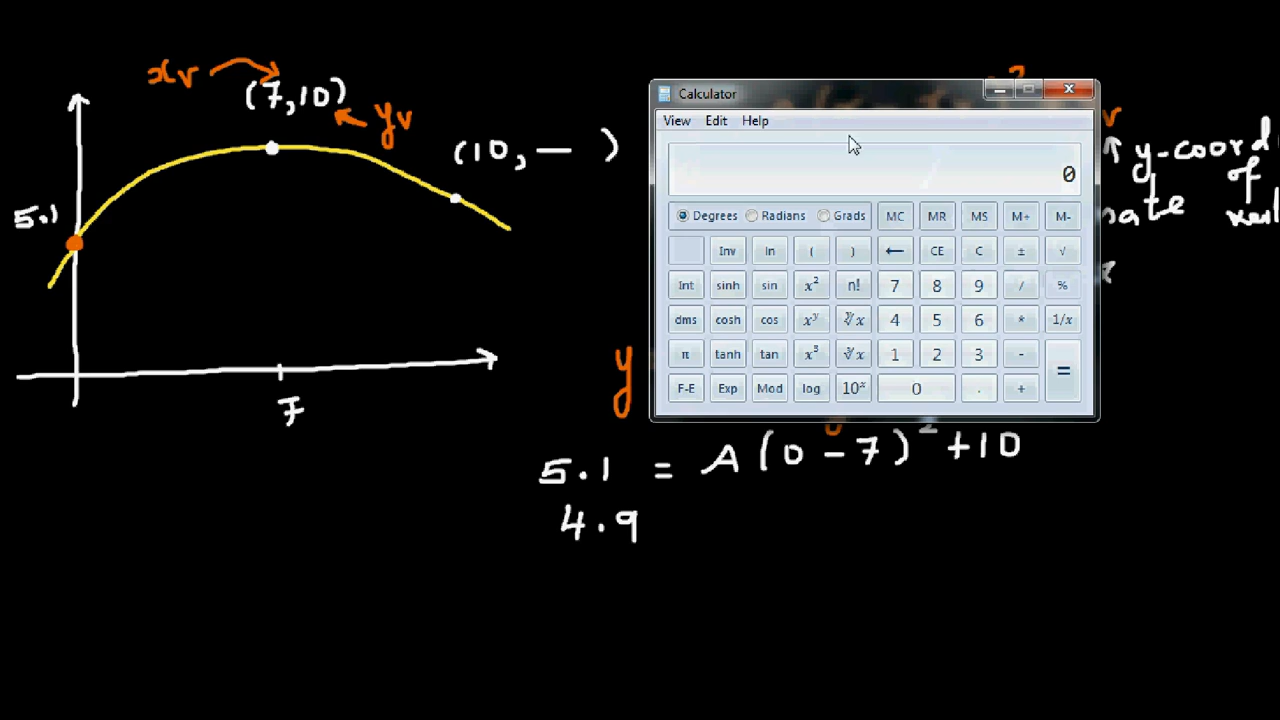 xv
(7,10)
yv
(10, — )
5.1
7
Calculator
View Edit Help
0
Degrees Radians Grads MC MR MS M+ M-
Inv ln ( ) ← CE C ± √
Int sinh sin x² n! 7 8 9 / %
dms cosh cos xʸ ʸ√x 4 5 6 * 1/x
π tanh tan x³ ³√x 1 2 3 - =
F-E Exp Mod log 10ˣ 0 . +
y-coord
of
y
5.1 = A(0-7)² +10
4.9